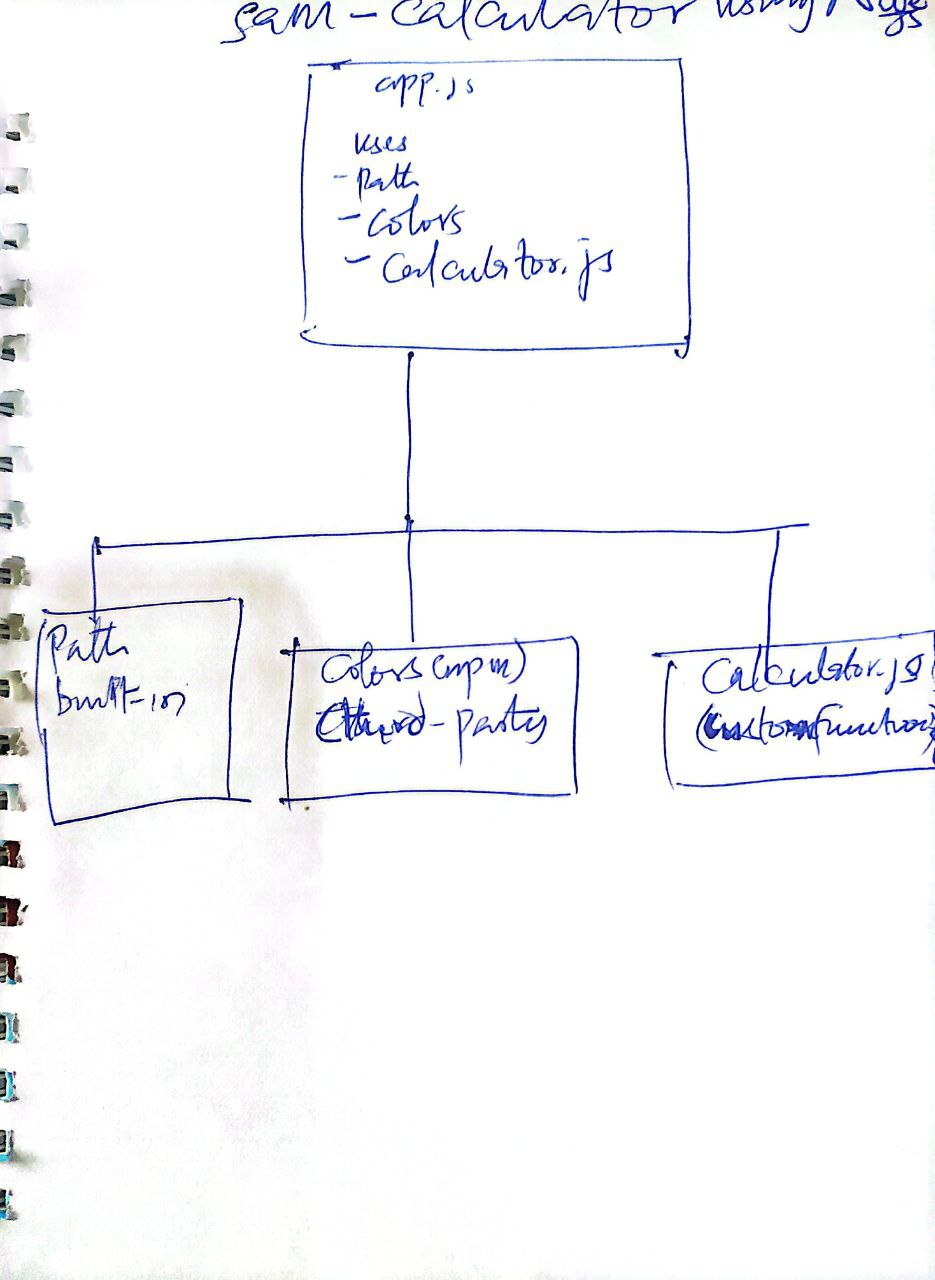 sam - Calculator using Node
js
app.js
uses
- Path
- Colors
- Calculator.js
Path
built-in
Colors (npm)
(third-party
Calculator.js
(custom function)